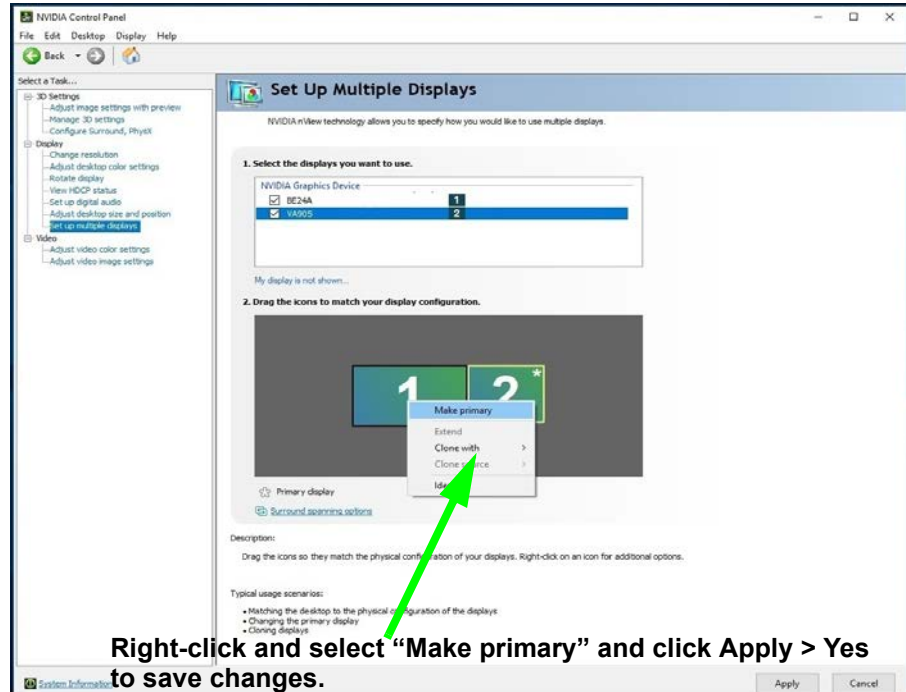 NVIDIA Control Panel
File Edit Desktop Display Help
Back
Select a Task...
3D Settings
Adjust image settings with preview
Manage 3D settings
Configure Surround, PhysX
Display
Change resolution
Adjust desktop color settings
Rotate display
View HDCP status
Set up digital audio
Adjust desktop size and position
Set up multiple displays
Video
Adjust video color settings
Adjust video image settings
Set Up Multiple Displays
NVIDIA nView technology allows you to specify how you would like to use multiple displays.
1. Select the displays you want to use.
NVIDIA Graphics Device
BE24A 1
VA905 2
My display is not shown...
2. Drag the icons to match your display configuration.
1 2 *
Make primary
Extend
Clone with >
Clone source >
Primary display
Surround spanning options
Description:
Drag the icons so they match the physical configuration of your displays. Right-click on an icon for additional options.
Typical usage scenarios:
• Matching the desktop to the physical configuration of the displays
• Changing the primary display
• Cloning displays
Right-click and select “Make primary” and click Apply > Yes
to save changes.
System Information
Apply Cancel